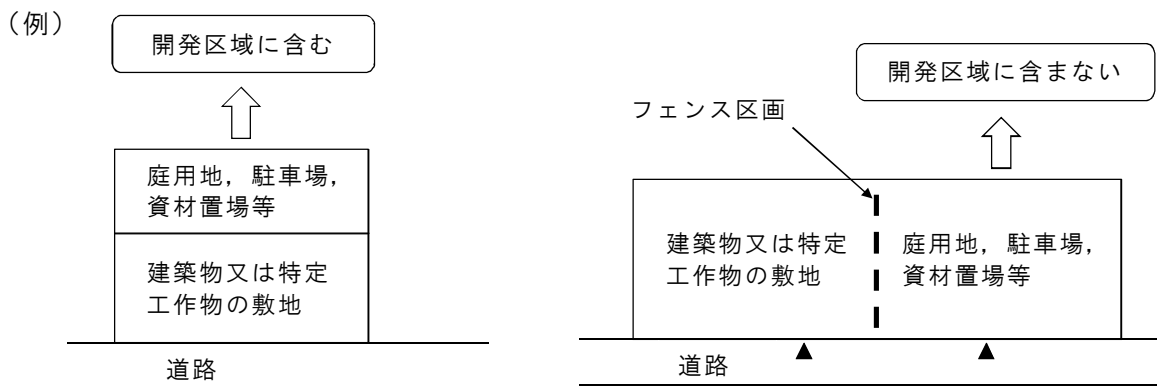 （例）
開発区域に含む
庭用地，駐車場，
資材置場等
建築物又は特定
工作物の敷地
道路
開発区域に含まない
フェンス区画
建築物又は特定
工作物の敷地
庭用地，駐車場，
資材置場等
道路